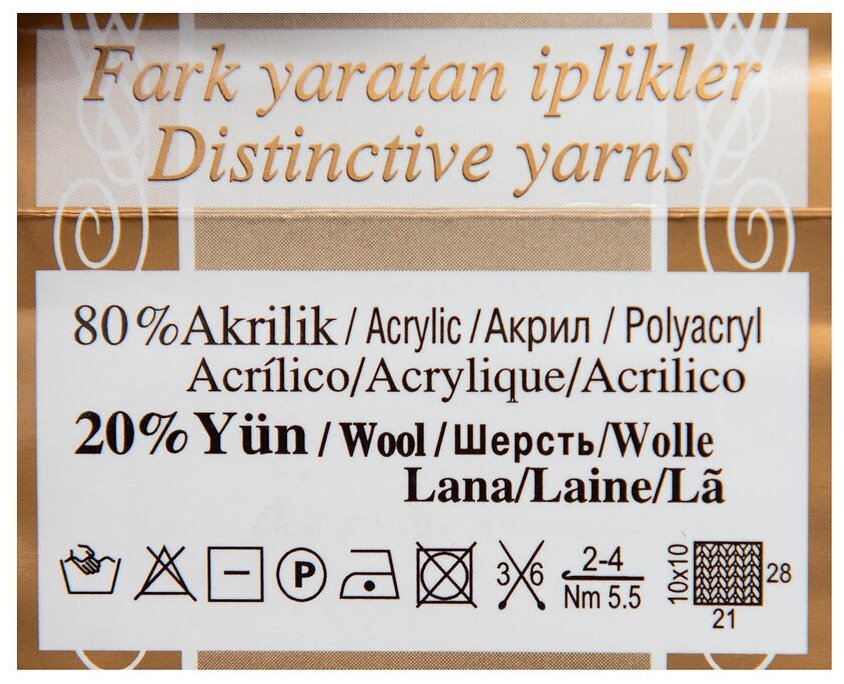 Fark yaratan iplikler
Distinctive yarns
80%Akrilik/Acrylic/Акрил/Polyacryl
Acrílico/Acrylique/Acrilico
20%Yün/Wool/Шерсть/Wolle
Lana/Laine/Lã
P 3 6 2-4 10x10 28
Nm 5.5 21